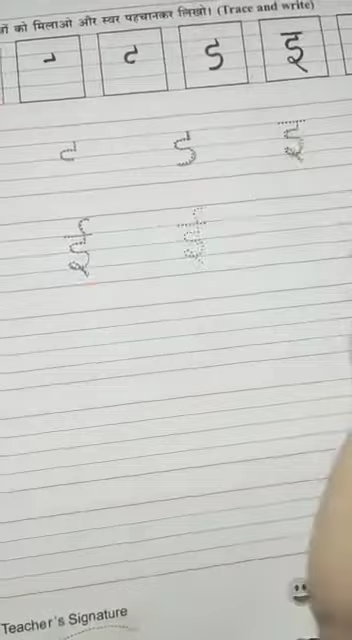 को मिलाओ और स्वर पहचानकर लिखो। (Trace and write)
इ
इ
ई ई
Teacher's Signature